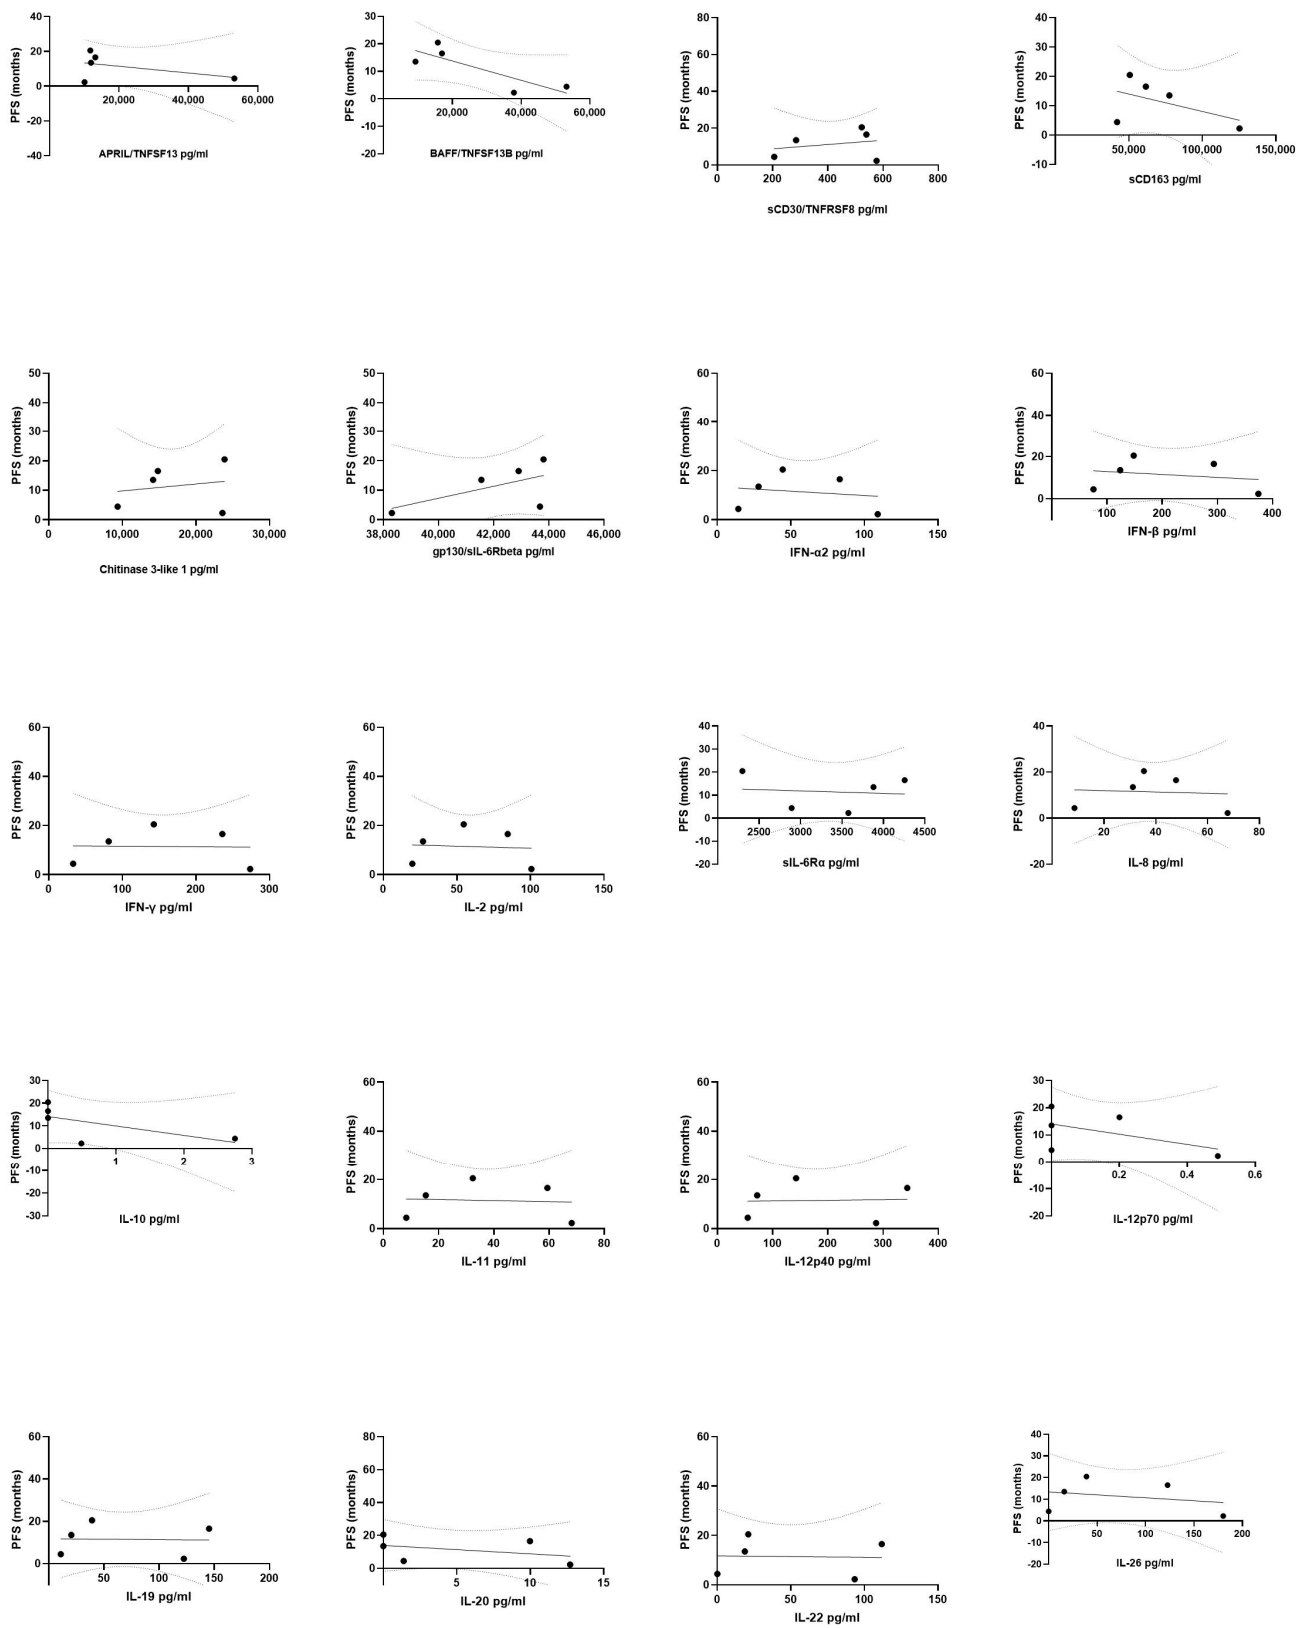 40
20
0
-20
-40
PFS (months)
20,000 40,000 60,000
APRIL/TNFSF13 pg/ml
30
20
10
0
-10
-20
PFS (months)
20,000 40,000 60,000
BAFF/TNFSF13B pg/ml
80
60
40
20
0
PFS (months)
0 200 400 600 800
sCD30/TNFRSF8 pg/ml
40
30
20
10
0
-10
PFS (months)
50,000 100,000 150,000
sCD163 pg/ml
50
40
30
20
10
0
PFS (months)
0 10,000 20,000 30,000
Chitinase 3-like 1 pg/ml
50
40
30
20
10
0
PFS (months)
38,000 40,000 42,000 44,000 46,000
gp130/sIL-6Rbeta pg/ml
60
40
20
0
PFS (months)
0 50 100 150
IFN-α2 pg/ml
60
40
20
0
PFS (months)
100 200 300 400
IFN-β pg/ml
60
40
20
0
PFS (months)
0 100 200 300
IFN-γ pg/ml
60
40
20
0
PFS (months)
0 50 100 150
IL-2 pg/ml
40
30
20
10
0
-10
-20
PFS (months)
2500 3000 3500 4000 4500
sIL-6Rα pg/ml
40
20
0
-20
PFS (months)
20 40 60 80
IL-8 pg/ml
30
20
10
0
-10
-20
-30
PFS (months)
1 2 3
IL-10 pg/ml
60
40
20
0
PFS (months)
0 20 40 60 80
IL-11 pg/ml
60
40
20
0
PFS (months)
0 100 200 300 400
IL-12p40 pg/ml
30
20
10
0
-10
-20
PFS (months)
0.2 0.4 0.6
IL-12p70 pg/ml
60
40
20
0
PFS (months)
50 100 150 200
IL-19 pg/ml
80
60
40
20
0
PFS (months)
5 10 15
IL-20 pg/ml
60
40
20
0
PFS (months)
0 50 100 150
IL-22 pg/ml
40
30
20
10
0
-10
-20
PFS (months)
50 100 150 200
IL-26 pg/ml